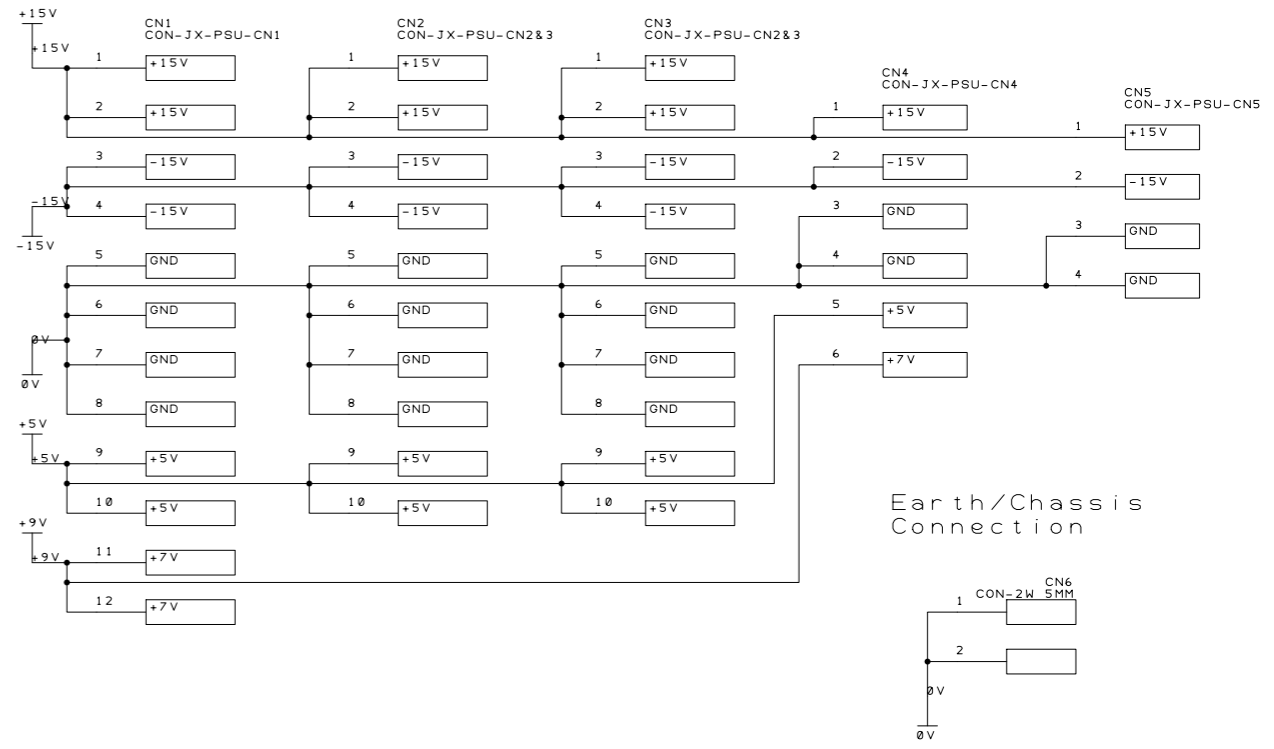 +15V
+15V
CN1
CON-JX-PSU-CN1
1
+15V
2
+15V
3
-15V
4
-15V
5
GND
6
GND
7
GND
8
GND
9
+5V
10
+5V
11
+7V
12
+7V
-15V
-15V
0V
0V
+5V
+5V
+9V
+9V
CN2
CON-JX-PSU-CN2&3
1
+15V
2
+15V
3
-15V
4
-15V
5
GND
6
GND
7
GND
8
GND
9
+5V
10
+5V
CN3
CON-JX-PSU-CN2&3
1
+15V
2
+15V
3
-15V
4
-15V
5
GND
6
GND
7
GND
8
GND
9
+5V
10
+5V
CN4
CON-JX-PSU-CN4
1
+15V
2
-15V
3
GND
4
GND
5
+5V
6
+7V
CN5
CON-JX-PSU-CN5
1
+15V
2
-15V
3
GND
4
GND
Earth/Chassis
Connection
CN6
CON-2W 5MM
1
2
0V
0V